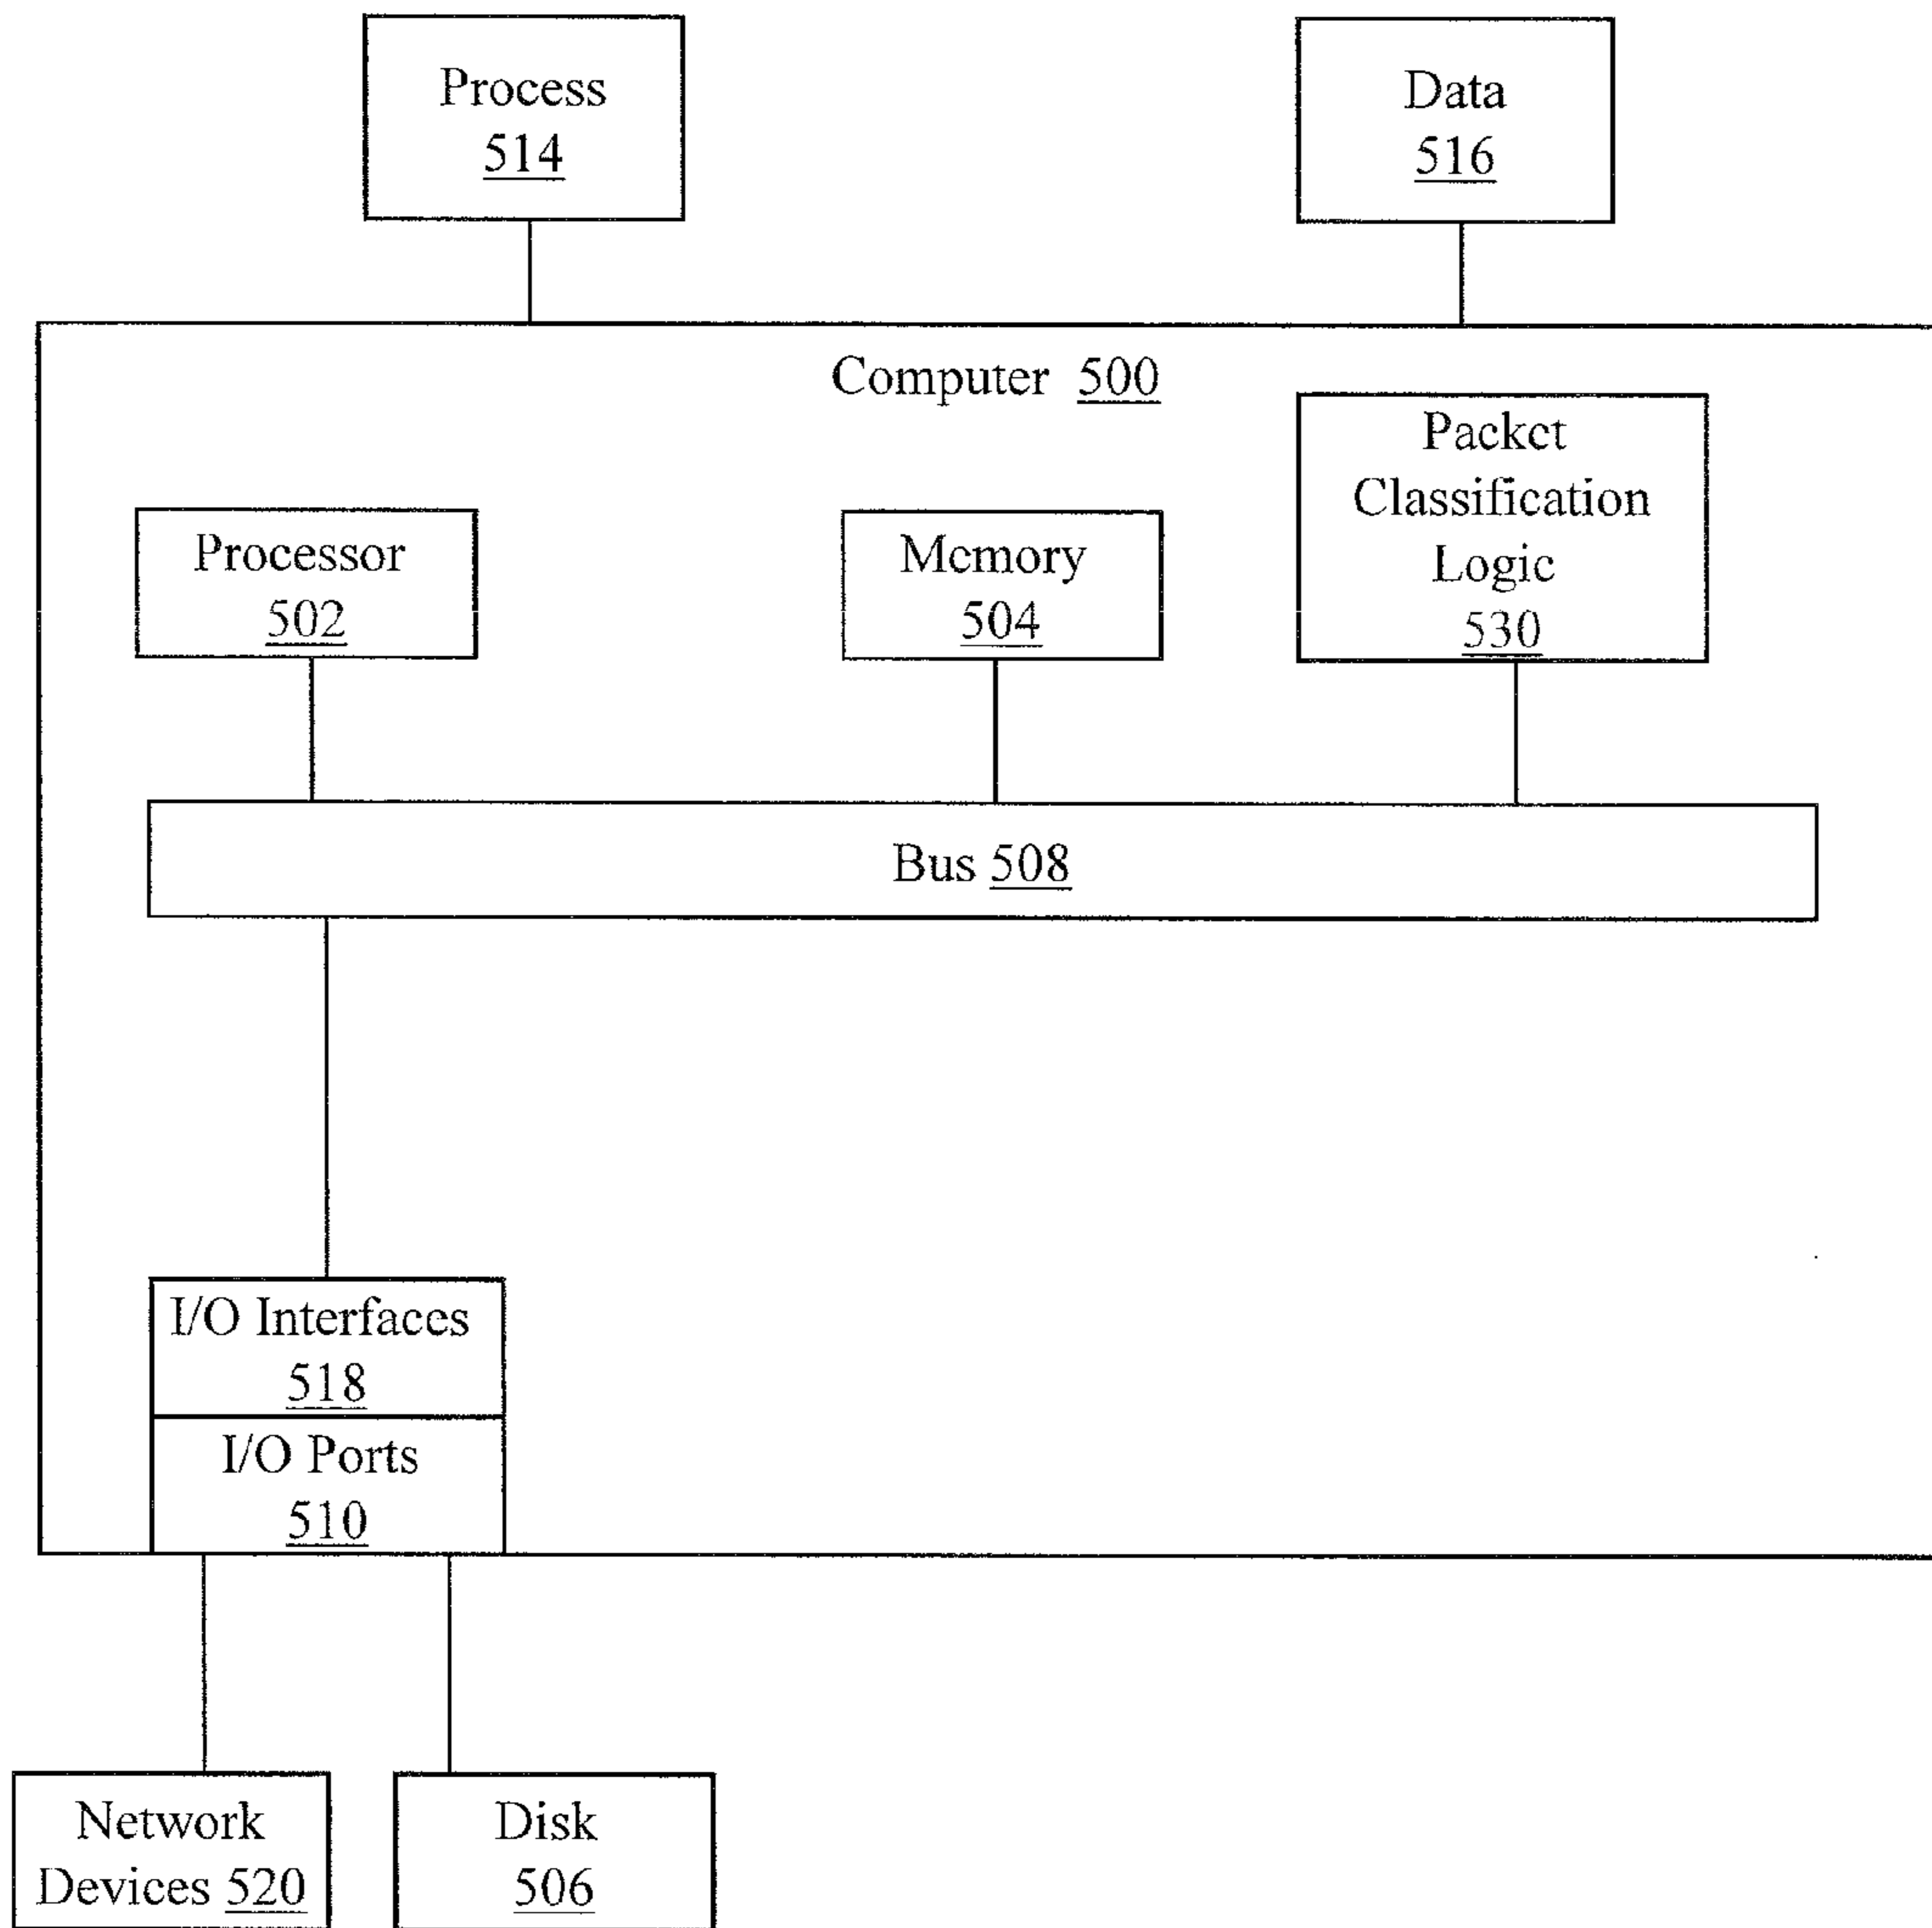 Process
514
Data
516
Computer 500
Packet
Classification
Logic
530
Processor
502
Memory
504
Bus 508
I/O Interfaces
518
I/O Ports
510
Network
Devices 520
Disk
506